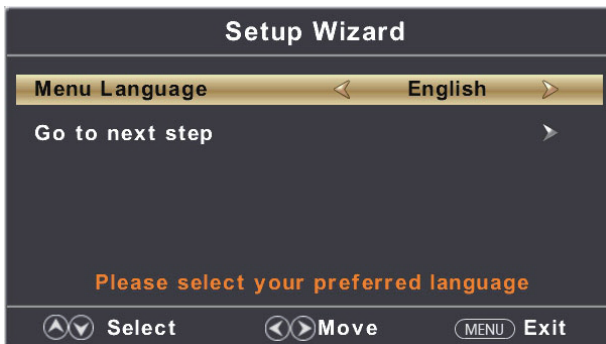 Setup Wizard
Menu Language English
Go to next step
Please select your preferred language
Select Move MENU Exit